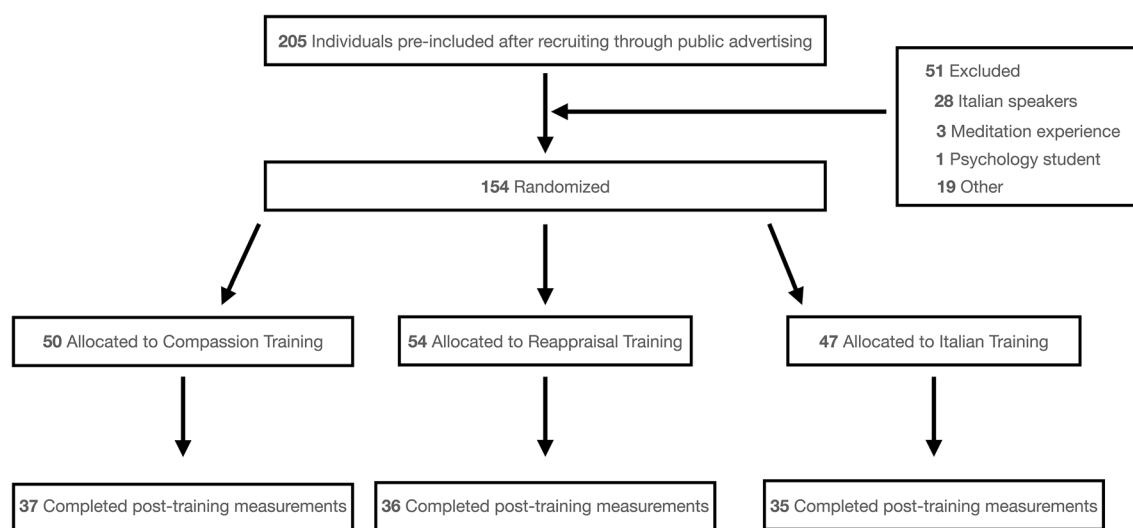 205 Individuals pre-included after recruiting through public advertising
51 Excluded
28 Italian speakers
3 Meditation experience
1 Psychology student
19 Other
154 Randomized
50 Allocated to Compassion Training
54 Allocated to Reappraisal Training
47 Allocated to Italian Training
37 Completed post-training measurements
36 Completed post-training measurements
35 Completed post-training measurements